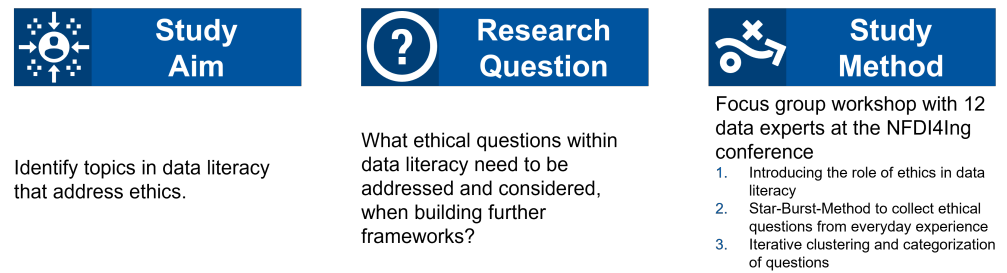 Study
Aim
Identify topics in data literacy
that address ethics.
Research
Question
What ethical questions within
data literacy need to be
addressed and considered,
when building further
frameworks?
Study
Method
Focus group workshop with 12
data experts at the NFDI4Ing
conference
1. Introducing the role of ethics in data
literacy
2. Star-Burst-Method to collect ethical
questions from everyday experience
3. Iterative clustering and categorization
of questions